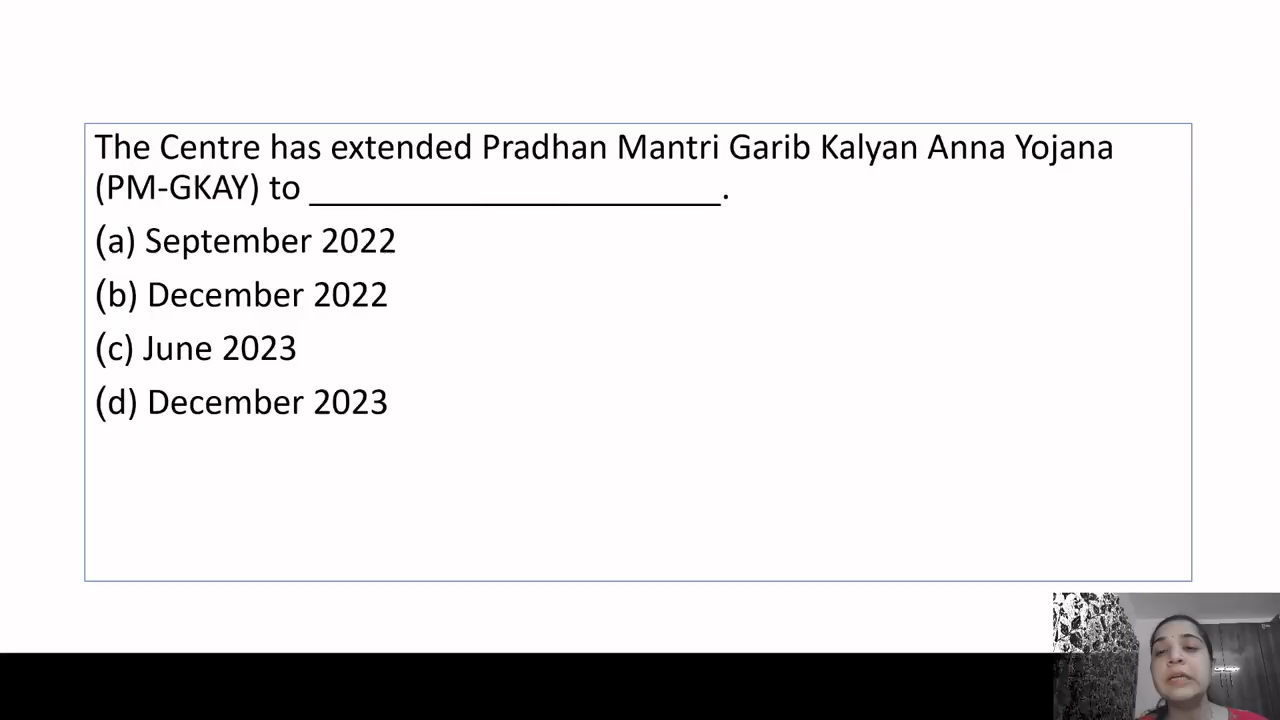 The Centre has extended Pradhan Mantri Garib Kalyan Anna Yojana
(PM-GKAY) to ______________________.
(a) September 2022
(b) December 2022
(c) June 2023
(d) December 2023